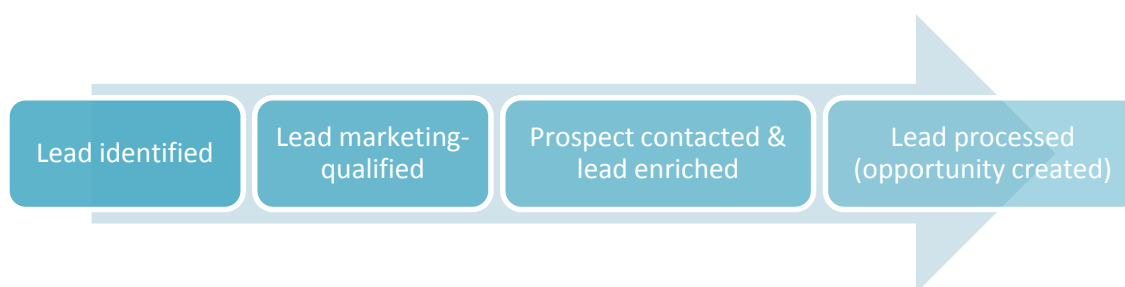 Lead identified
Lead marketing-
qualified
Prospect contacted &
lead enriched
Lead processed
(opportunity created)